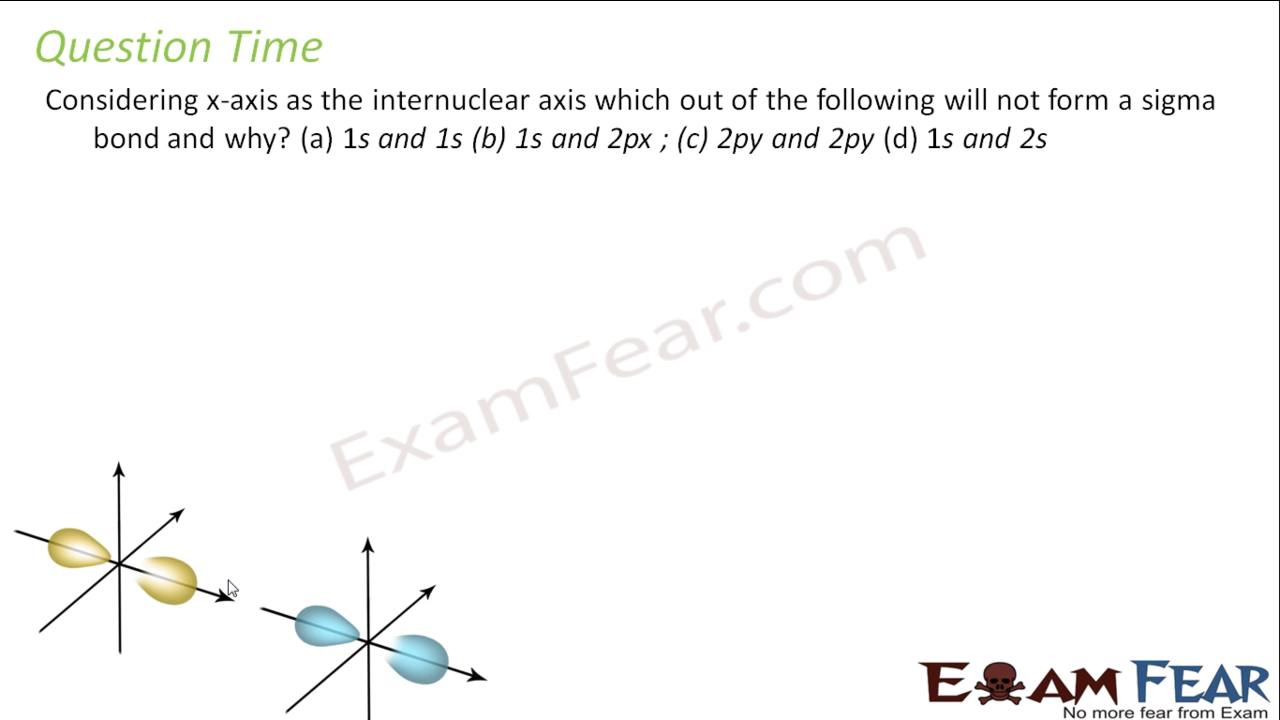 Question Time
Considering x-axis as the internuclear axis which out of the following will not form a sigma
bond and why? (a) 1s and 1s (b) 1s and 2px ; (c) 2py and 2py (d) 1s and 2s
ExamFear.com
EXAM FEAR
No more fear from Exam